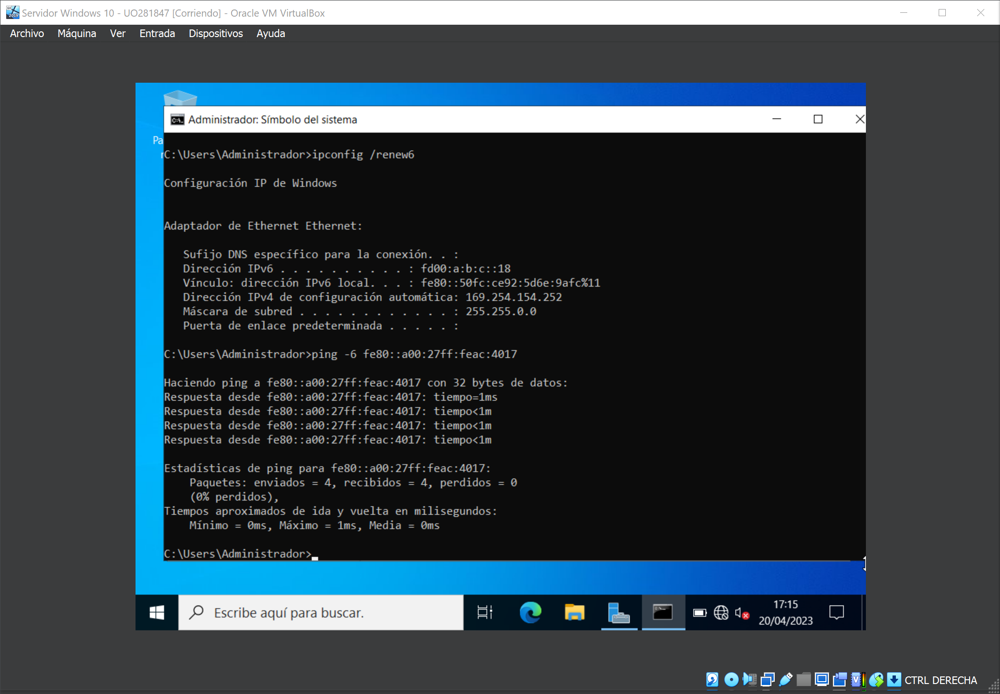 Servidor Windows 10 - UO281847 [Corriendo] - Oracle VM VirtualBox
Archivo Máquina Ver Entrada Dispositivos Ayuda
Administrador: Símbolo del sistema
Pa
r
C:\Users\Administrador>ipconfig /renew6
Configuración IP de Windows
Adaptador de Ethernet Ethernet:
Sufijo DNS específico para la conexión. . :
Dirección IPv6 . . . . . . . . . . : fd00:a:b:c::18
Vínculo: dirección IPv6 local. . . : fe80::50fc:ce92:5d6e:9afc%11
Dirección IPv4 de configuración automática: 169.254.154.252
Máscara de subred . . . . . . . . . . . . : 255.255.0.0
Puerta de enlace predeterminada . . . . . :
C:\Users\Administrador>ping -6 fe80::a00:27ff:feac:4017
Haciendo ping a fe80::a00:27ff:feac:4017 con 32 bytes de datos:
Respuesta desde fe80::a00:27ff:feac:4017: tiempo=1ms
Respuesta desde fe80::a00:27ff:feac:4017: tiempo<1m
Respuesta desde fe80::a00:27ff:feac:4017: tiempo<1m
Respuesta desde fe80::a00:27ff:feac:4017: tiempo<1m
Estadísticas de ping para fe80::a00:27ff:feac:4017:
Paquetes: enviados = 4, recibidos = 4, perdidos = 0
(0% perdidos),
Tiempos aproximados de ida y vuelta en milisegundos:
Mínimo = 0ms, Máximo = 1ms, Media = 0ms
C:\Users\Administrador>
Escribe aquí para buscar.
17:15
20/04/2023
CTRL DERECHA